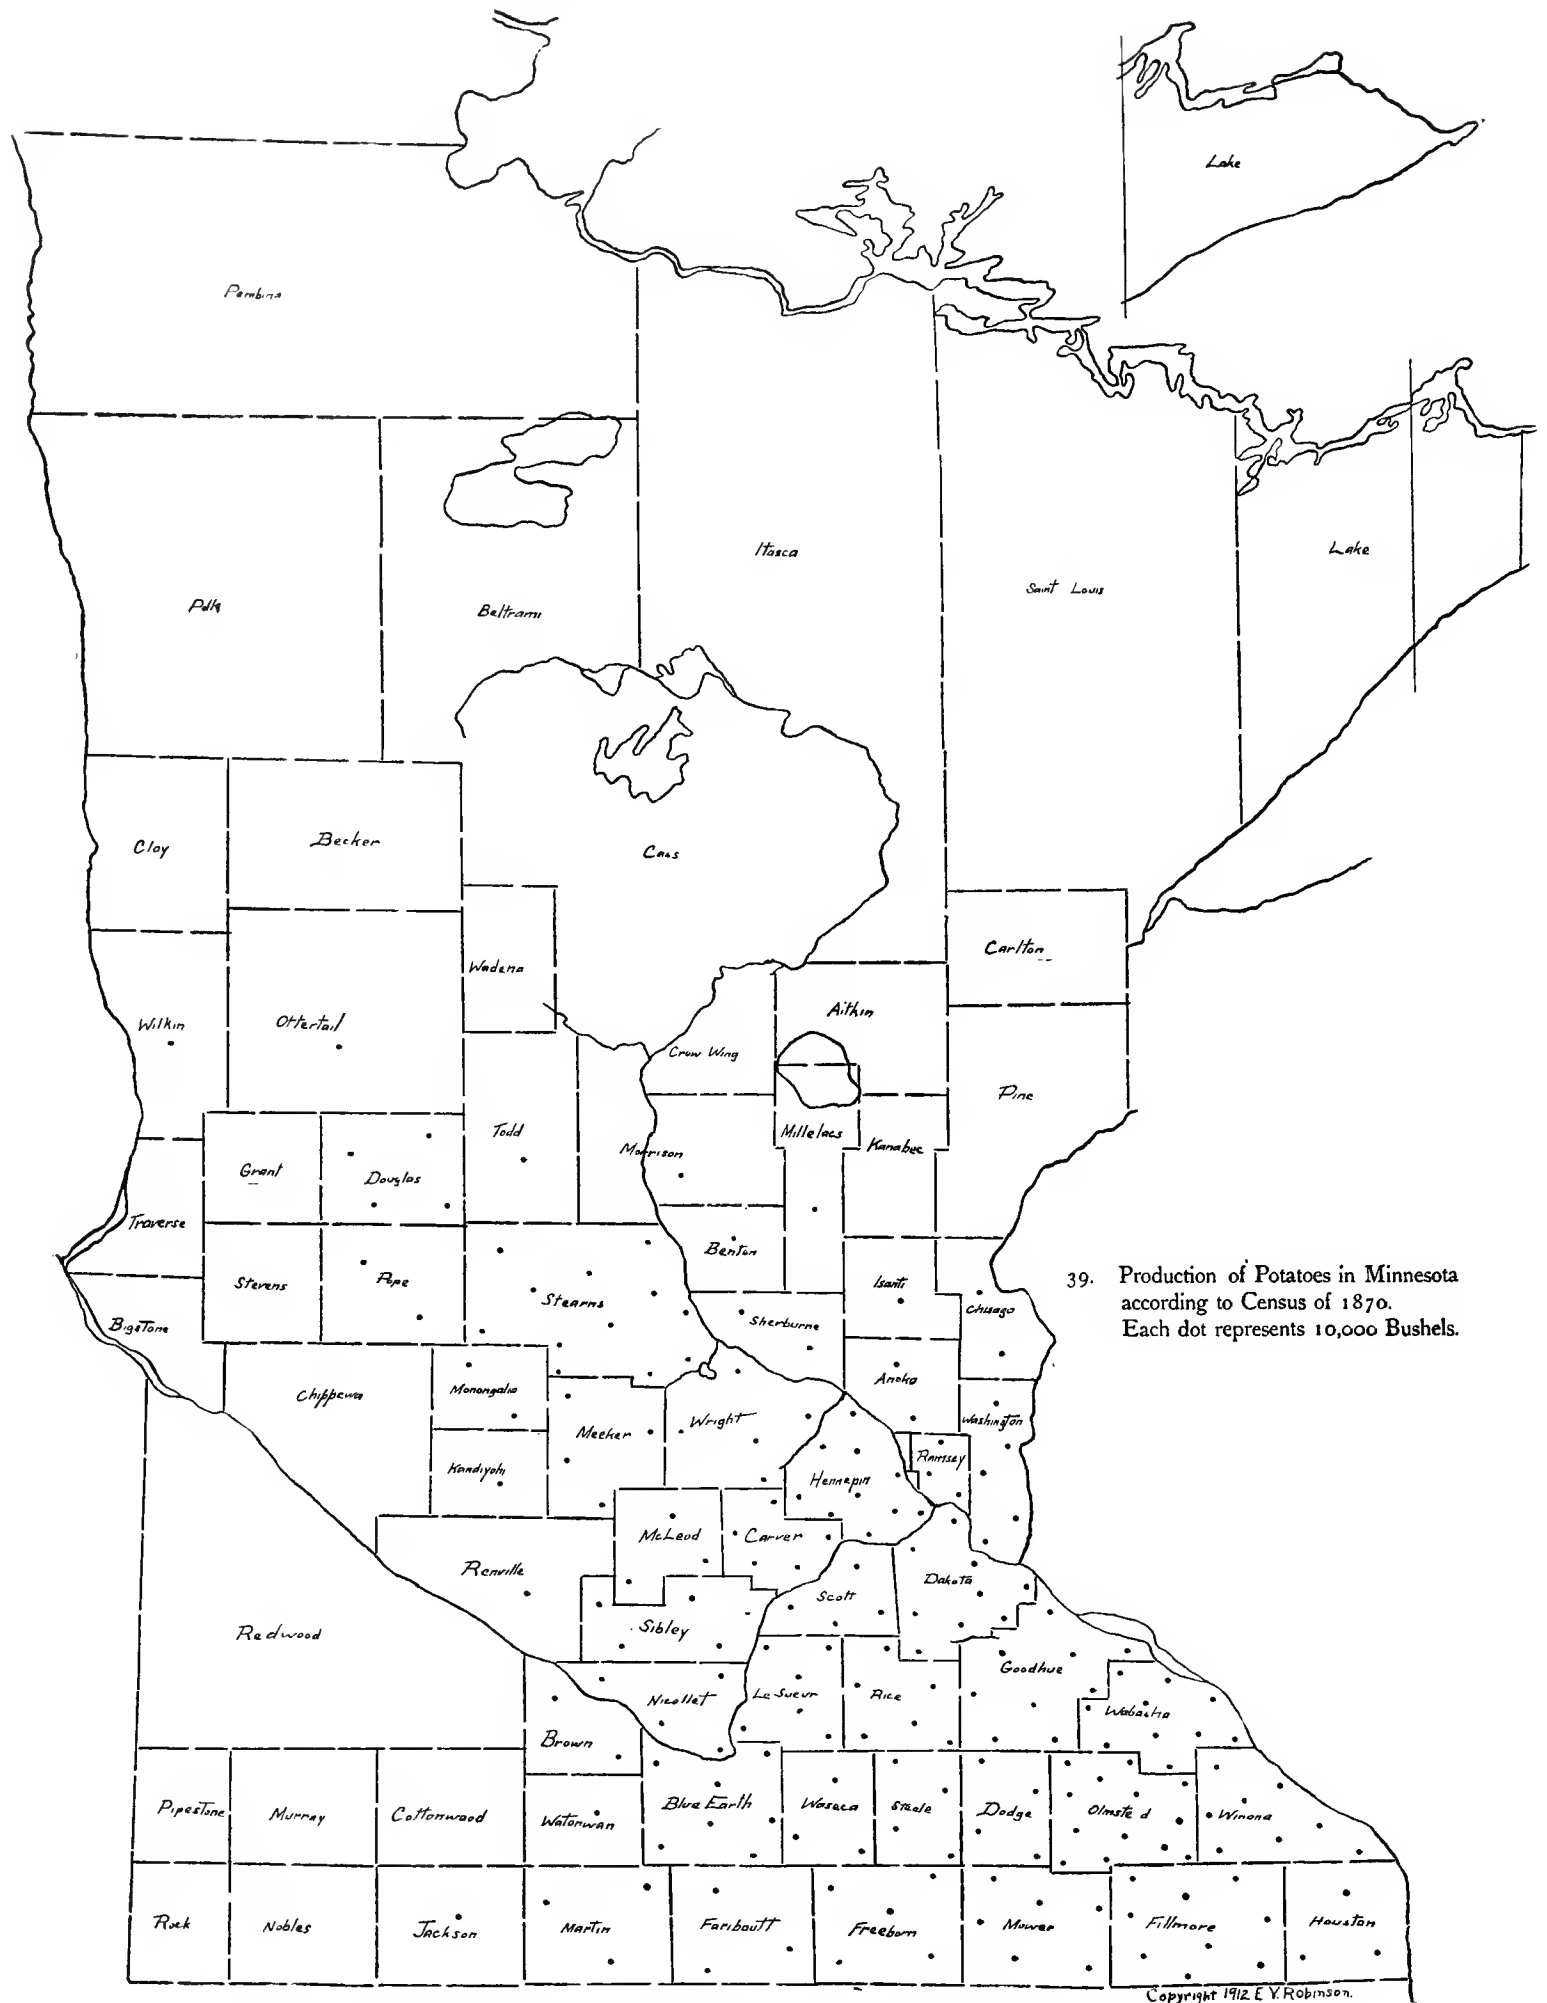 Lake
Pembina
Itasca
Lake
Saint Louis
Polk
Beltrami
Clay
Becker
Cass
Carlton
Wadena
Wilkin
Ottertail
Aitkin
Crow Wing
Pine
Todd
Millelacs
Morrison
Kanabec
Grant
Douglas
Traverse
Benton
Stevens
Pope
Isanti
Stearns
Chisago
Sherburne
Bigstone
39. Production of Potatoes in Minnesota
according to Census of 1870.
Each dot represents 10,000 Bushels.
Chippewa
Monongalia
Anoka
Meeker
Wright
Washington
Kandiyohi
Hennepin
Ramsey
McLeod
Carver
Renville
Dakota
Scott
Redwood
Sibley
Goodhue
Nicollet
Le Sueur
Rice
Wabasha
Brown
Pipestone
Murray
Cottonwood
Watonwan
Blue Earth
Waseca
Steele
Dodge
Olmsted
Winona
Rock
Nobles
Jackson
Martin
Faribault
Freeborn
Mower
Fillmore
Houston
Copyright 1912 E.V. Robinson.